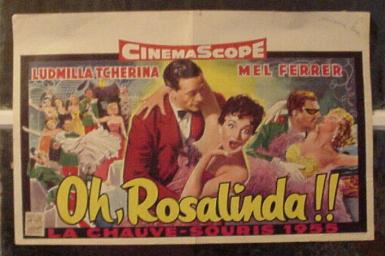 CINEMASCOPE
LUDMILLA TCHERINA MEL FERRER
Oh, Rosalinda!!
LA CHAUVE-SOURIS 1955